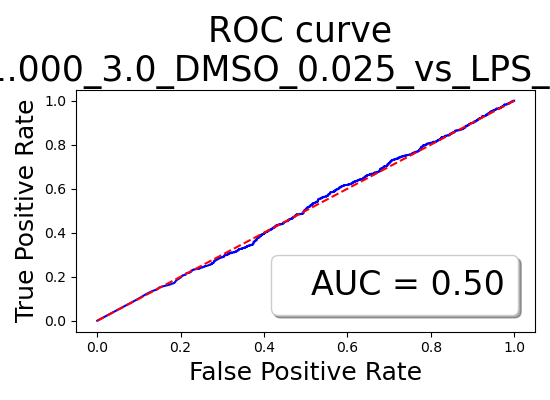 ROC curve
.000_3.0_DMSO_0.025_vs_LPS_
True Positive Rate
1.0
0.8
0.6
0.4
0.2
0.0
AUC = 0.50
0.0 0.2 0.4 0.6 0.8 1.0
False Positive Rate